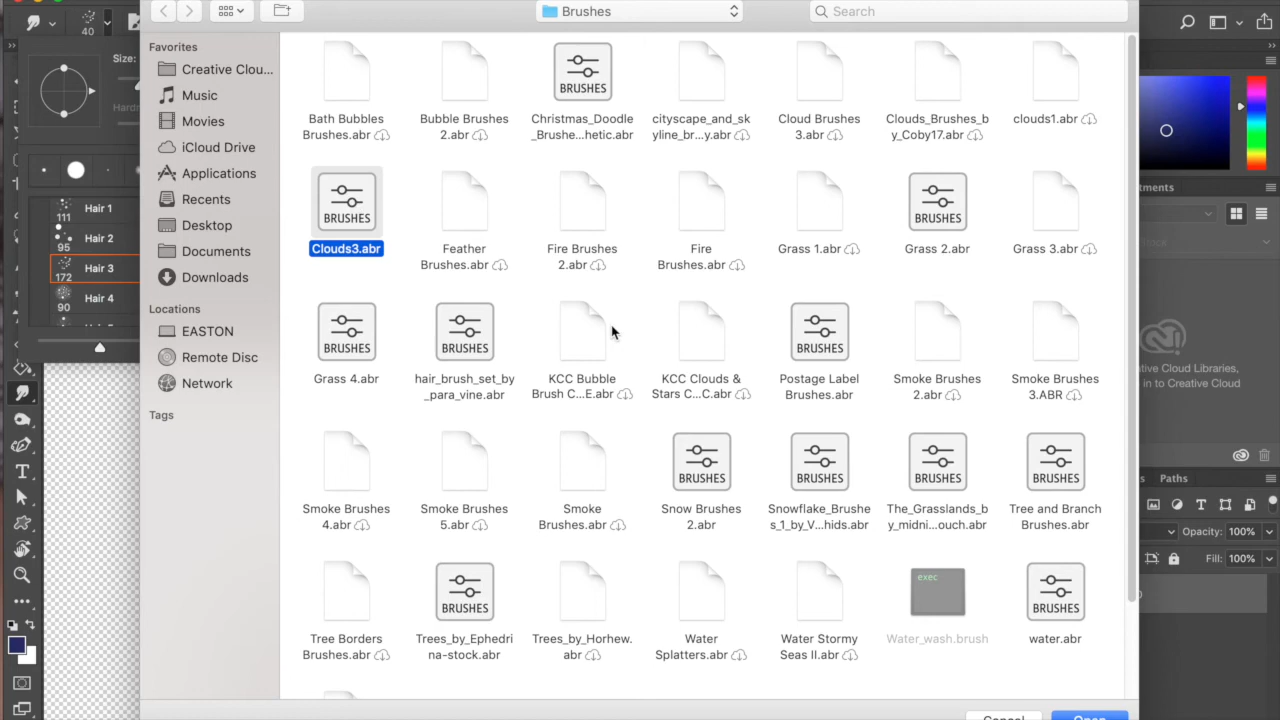 Brushes
Search
40
Size:
Hardn
Hair 1
111
Hair 2
95
Hair 3
172
Hair 4
90
Favorites
Creative Clou...
Music
Movies
iCloud Drive
Applications
Recents
Desktop
Documents
Downloads
Locations
EASTON
Remote Disc
Network
Tags
Bath Bubbles
Brushes.abr
Bubble Brushes
2.abr
BRUSHES
Christmas_Doodle
_Brushe...hetic.abr
cityscape_and_sk
yline_br...y.abr
Cloud Brushes
3.abr
Clouds_Brushes_b
y_Coby17.abr
clouds1.abr
BRUSHES
Clouds3.abr
Feather
Brushes.abr
Fire Brushes
2.abr
Fire
Brushes.abr
Grass 1.abr
BRUSHES
Grass 2.abr
Grass 3.abr
BRUSHES
Grass 4.abr
BRUSHES
hair_brush_set_by
_para_vine.abr
KCC Bubble
Brush C...E.abr
KCC Clouds &
Stars C...C.abr
BRUSHES
Postage Label
Brushes.abr
Smoke Brushes
2.abr
Smoke Brushes
3.ABR
Smoke Brushes
4.abr
Smoke Brushes
5.abr
Smoke
Brushes.abr
BRUSHES
Snow Brushes
2.abr
BRUSHES
Snowflake_Brushe
s_1_by_V...hids.abr
BRUSHES
The_Grasslands_b
y_midni...ouch.abr
BRUSHES
Tree and Branch
Brushes.abr
Tree Borders
Brushes.abr
BRUSHES
Trees_by_Ephedri
na-stock.abr
Trees_by_Horhew.
abr
Water
Splatters.abr
Water Stormy
Seas II.abr
exec
Water_wash.brush
BRUSHES
water.abr
Cancel
Open
tments
Trace
tive Cloud Libraries,
in to Creative Cloud
s
Paths
Opacity: 100%
Fill: 100%